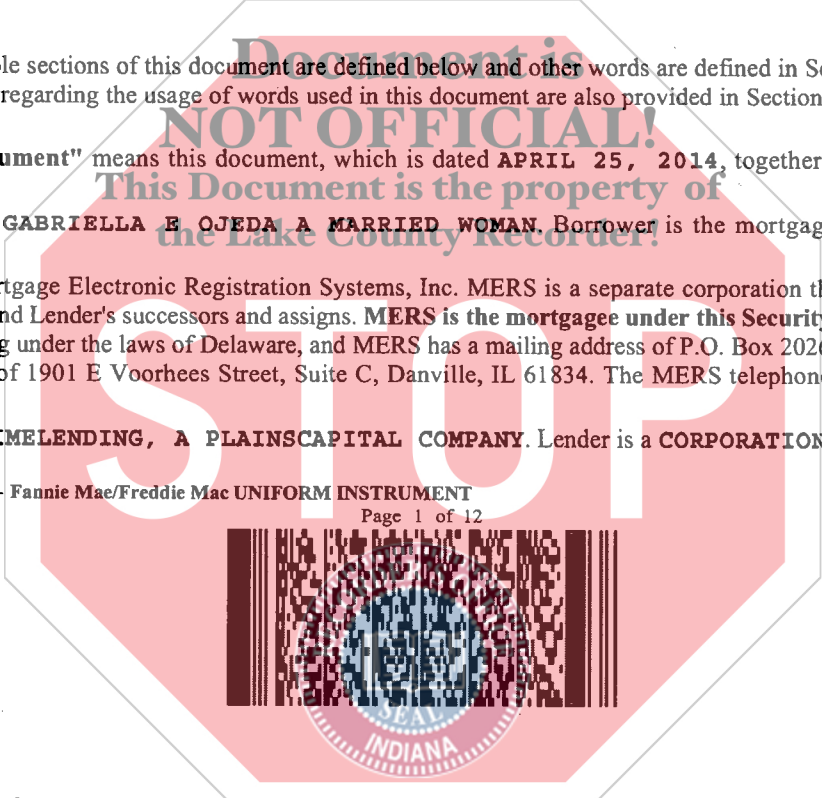 Document is
le sections of this document are defined below and other words are defined in
regarding the usage of words used in this document are also provided in Section
NOT OFFICIAL!
ument" means this document, which is dated APRIL 25, 2014, together
This Document is the property of
GABRIELLA E OJEDA A MARRIED WOMAN. Borrower is the mortgag
the Lake County Recorder!
rtgage Electronic Registration Systems, Inc. MERS is a separate corporation
nd Lender's successors and assigns. MERS is the mortgagee under this Security
g under the laws of Delaware, and MERS has a mailing address of P.O. Box 2026
of 1901 E Voorhees Street, Suite C, Danville, IL 61834. The MERS telephon
STOP
MELENDING, A PLAINSCAPITAL COMPANY. Lender is a CORPORATION
- Fannie Mae/Freddie Mac UNIFORM INSTRUMENT
Page 1 of 12
SEAL
INDIANA